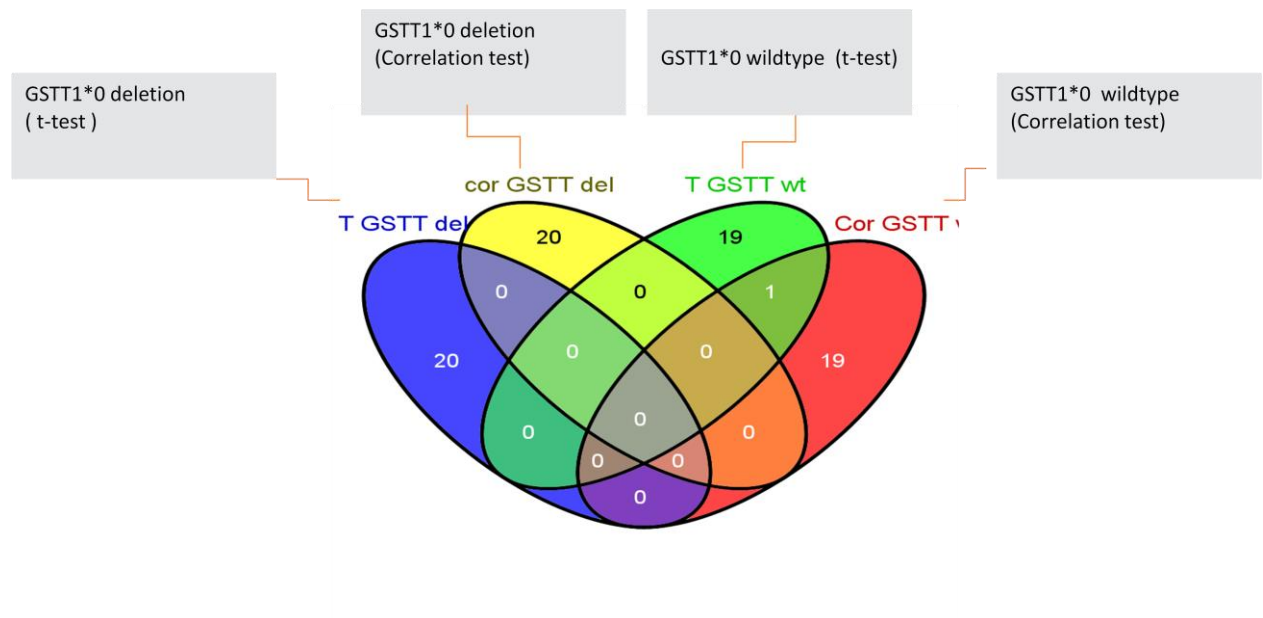 GSTT1*0 deletion
(Correlation test)
GSTT1*0 wildtype (t-test)
GSTT1*0 deletion
( t-test )
GSTT1*0 wildtype
(Correlation test)
cor GSTT del
T GSTT wt
T GSTT del
Cor GSTT
20
19
0
0
1
20
0
0
19
0
0
0
0
0
0